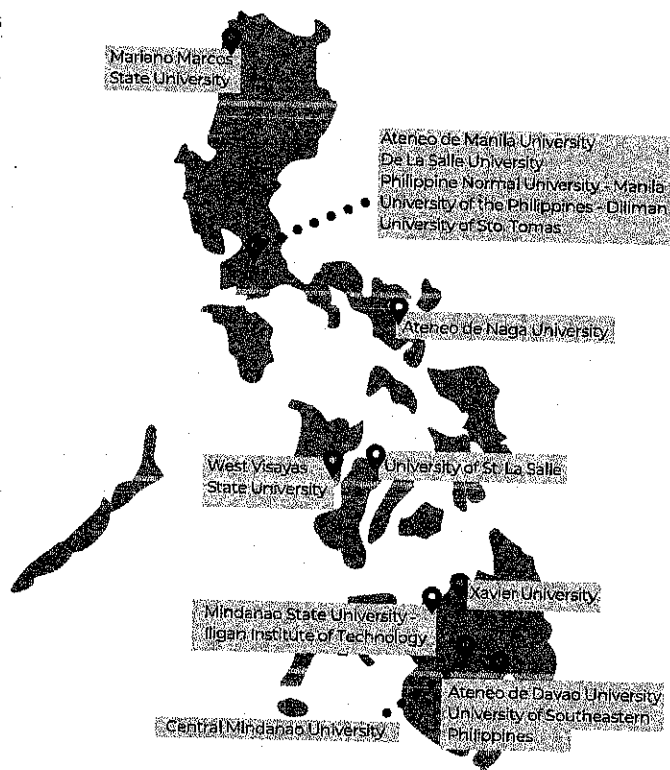 Mariano Marcos
State University
Ateneo de Manila University
De La Salle University
Philippine Normal University - Manila
University of the Philippines - Diliman
University of Sto. Tomas
Ateneo de Naga University
West Visayas
State University
University of St. La Salle
Xavier University
Mindanao State University -
Iligan Institute of Technology
Ateneo de Davao University
University of Southeastern
Philippines
Central Mindanao University